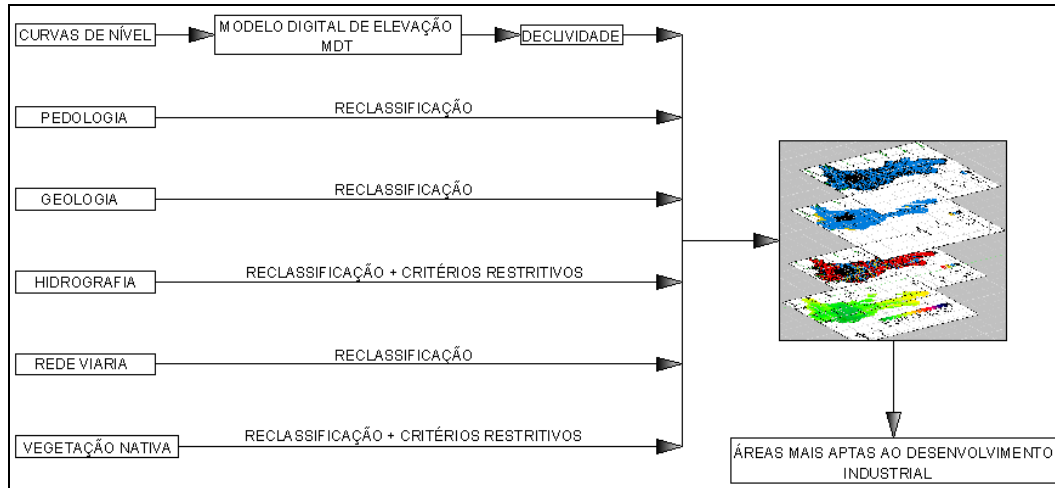 CURVAS DE NÍVEL
MODELO DIGITAL DE ELEVAÇÃO
MDT
DECLIVIDADE
PEDOLOGIA
RECLASSIFICAÇÃO
GEOLOGIA
RECLASSIFICAÇÃO
HIDROGRAFIA
RECLASSIFICAÇÃO + CRITÉRIOS RESTRITIVOS
REDE VIARIA
RECLASSIFICAÇÃO
VEGETAÇÃO NATIVA
RECLASSIFICAÇÃO + CRITÉRIOS RESTRITIVOS
ÁREAS MAIS APTAS AO DESENVOLVIMENTO
INDUSTRIAL